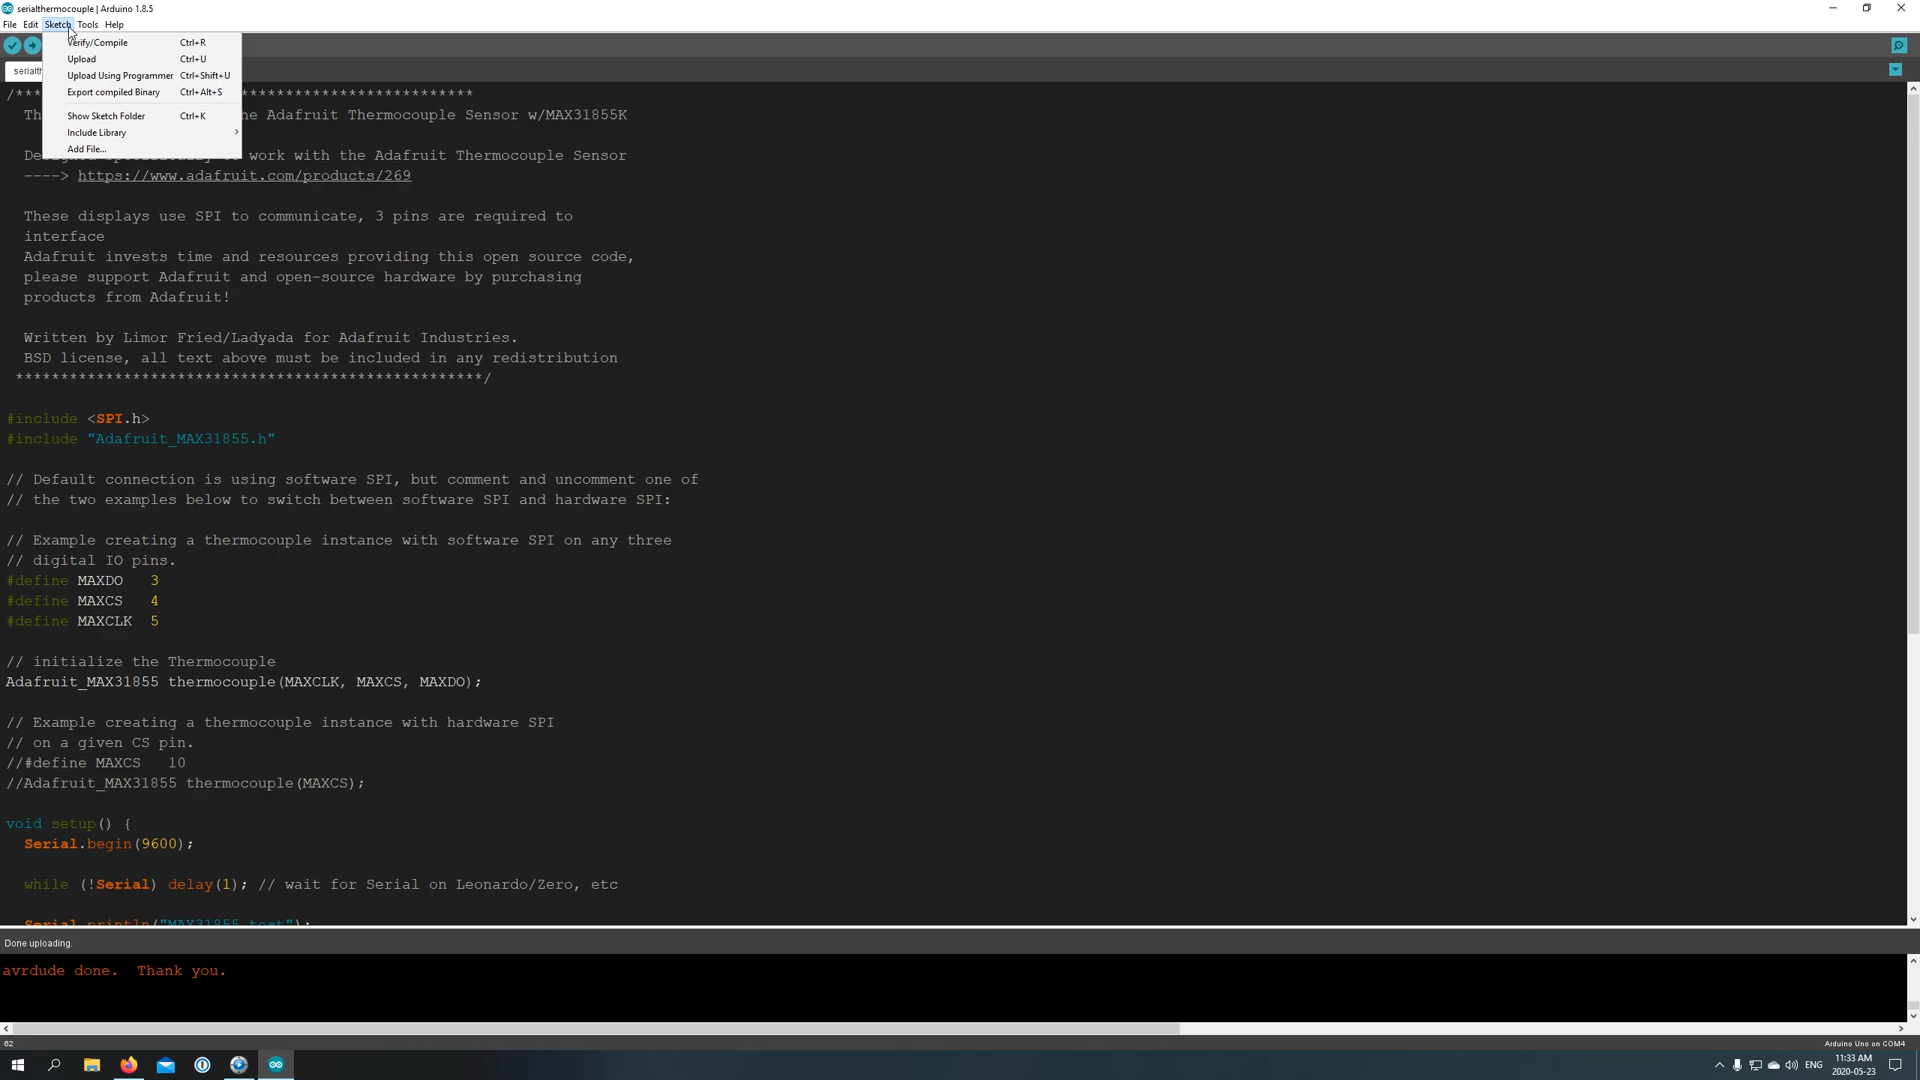 serialthermocouple | Arduino 1.8.5
File Edit Sketch Tools Help
Verify/Compile Ctrl+R
Upload Ctrl+U
Upload Using Programmer Ctrl+Shift+U
Export compiled Binary Ctrl+Alt+S
Show Sketch Folder Ctrl+K
Include Library
Add File...
/*** **************************
Adafruit Thermocouple Sensor w/MAX31855K
work with the Adafruit Thermocouple Sensor
----> https://www.adafruit.com/products/269
These displays use SPI to communicate, 3 pins are required to
interface
Adafruit invests time and resources providing this open source code,
please support Adafruit and open-source hardware by purchasing
products from Adafruit!
Written by Limor Fried/Ladyada for Adafruit Industries.
BSD license, all text above must be included in any redistribution
****************************************************/
#include <SPI.h>
#include "Adafruit_MAX31855.h"
// Default connection is using software SPI, but comment and uncomment one of
// the two examples below to switch between software SPI and hardware SPI:
// Example creating a thermocouple instance with software SPI on any three
// digital IO pins.
#define MAXDO   3
#define MAXCS   4
#define MAXCLK  5
// initialize the Thermocouple
Adafruit_MAX31855 thermocouple(MAXCLK, MAXCS, MAXDO);
// Example creating a thermocouple instance with hardware SPI
// on a given CS pin.
//#define MAXCS   10
//Adafruit_MAX31855 thermocouple(MAXCS);
void setup() {
Serial.begin(9600);
while (!Serial) delay(1); // wait for Serial on Leonardo/Zero, etc
Serial.println("MAX31855 test");
Done uploading.
avrdude done.  Thank you.
62
Arduino Uno on COM4
ENG
11:33 AM
2020-05-23